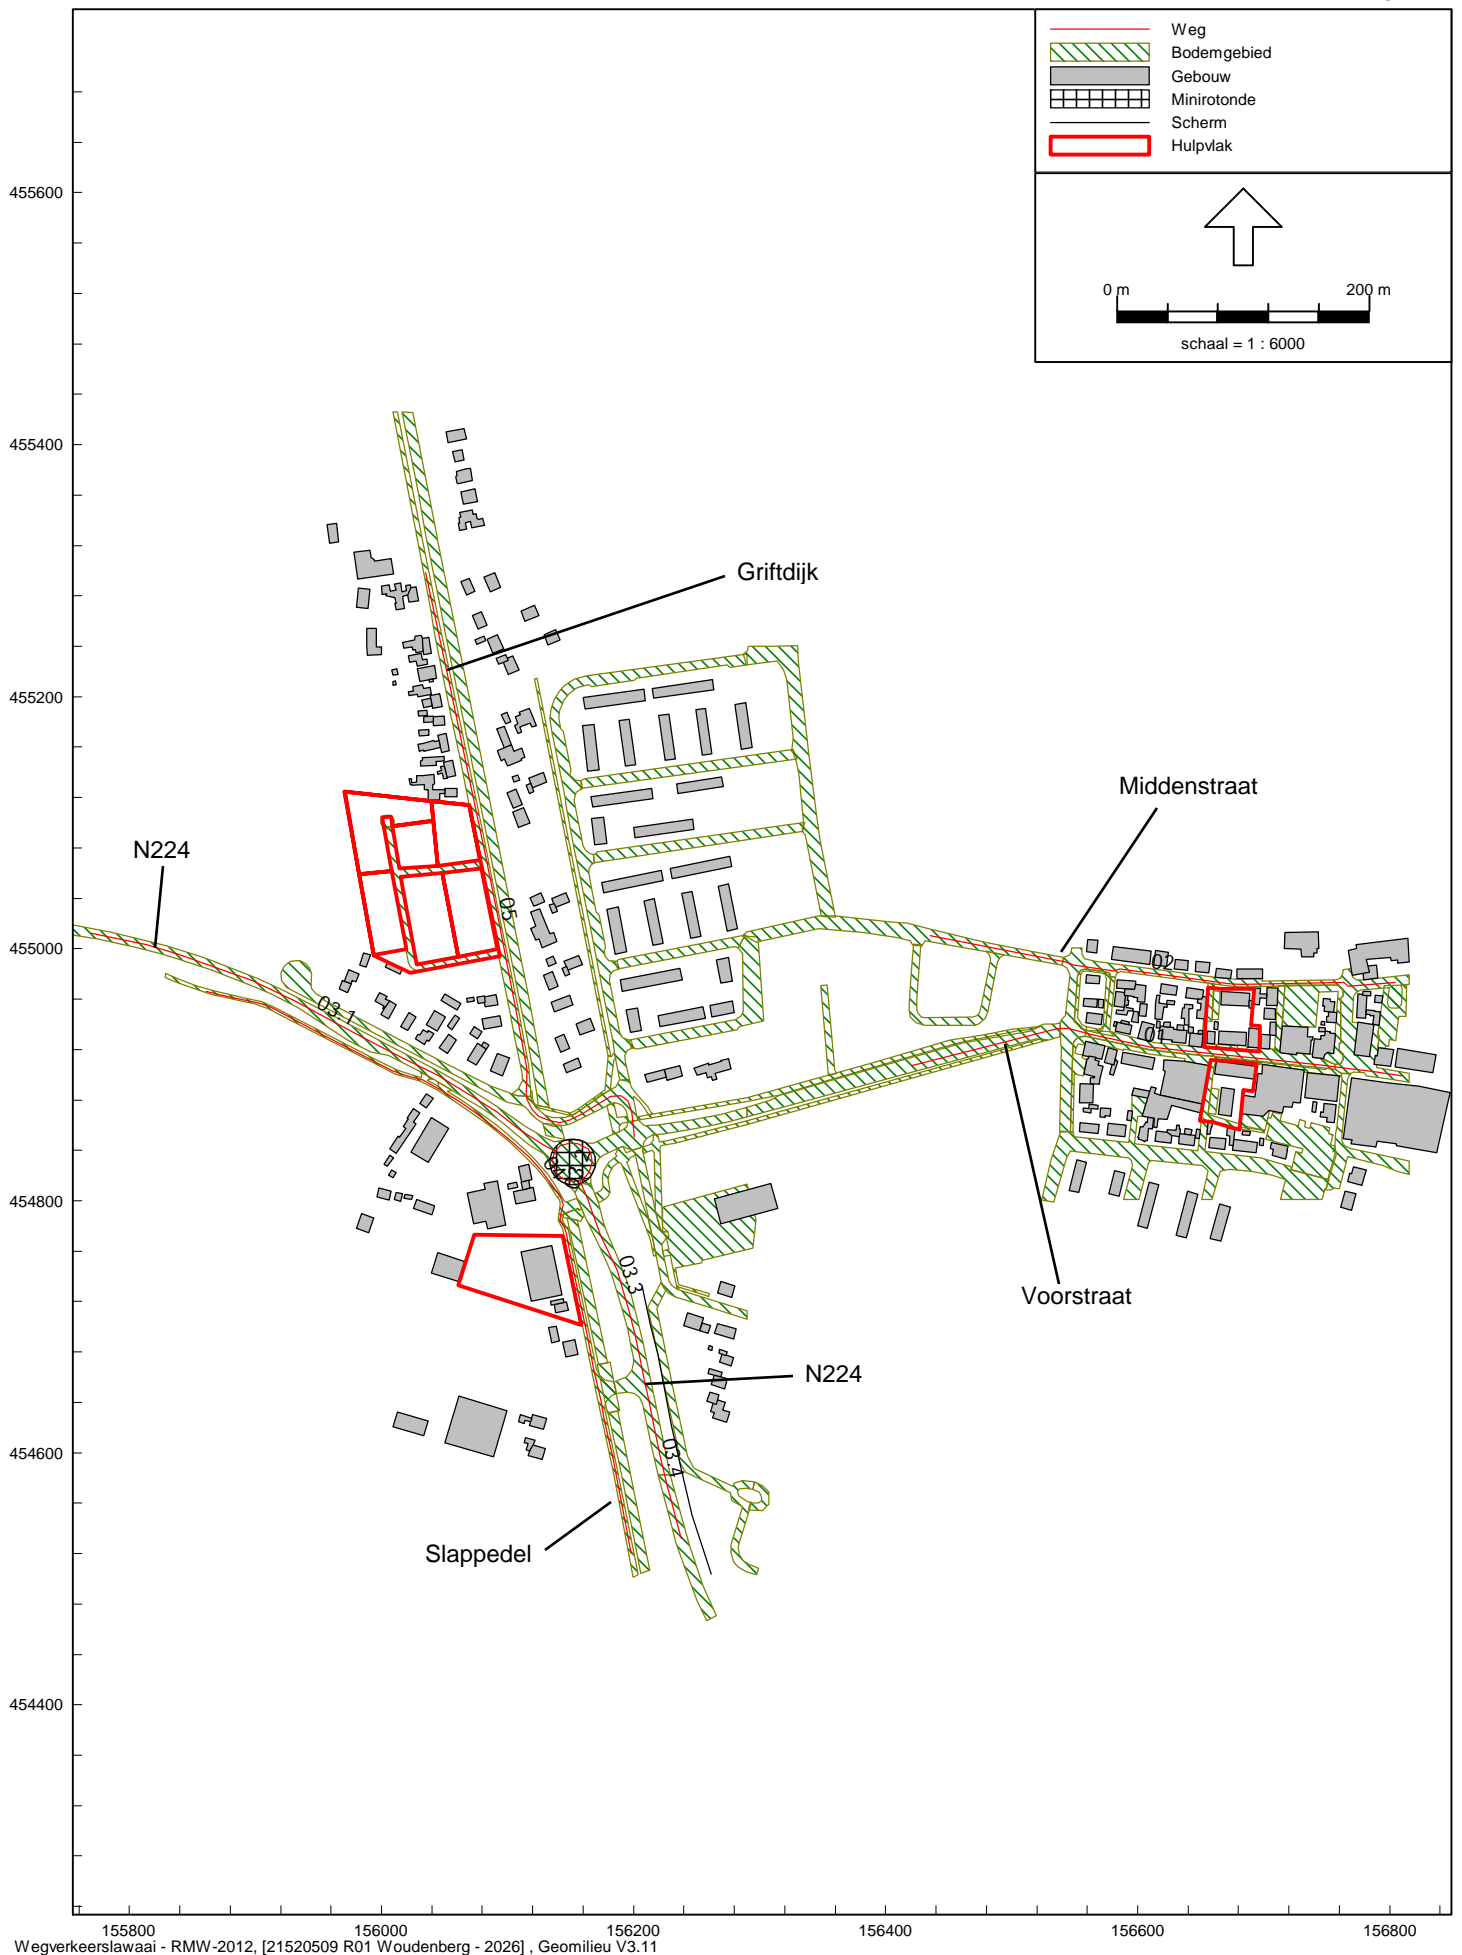 Weg
Bodemgebied
Gebouw
Minirotonde
Scherm
Hulpvlak
0 m 200 m
schaal = 1 : 6000
455600
455400
Griftdijk
455200
Middenstraat
N224
05
455000
02
03.1
01
454800
03.3
Voorstraat
N224
03.4
454600
Slappedel
454400
155800 156000 156200 156400 156600 156800
Wegverkeerslawaai - RMW-2012, [21520509 R01 Woudenberg - 2026] , Geomilieu V3.11